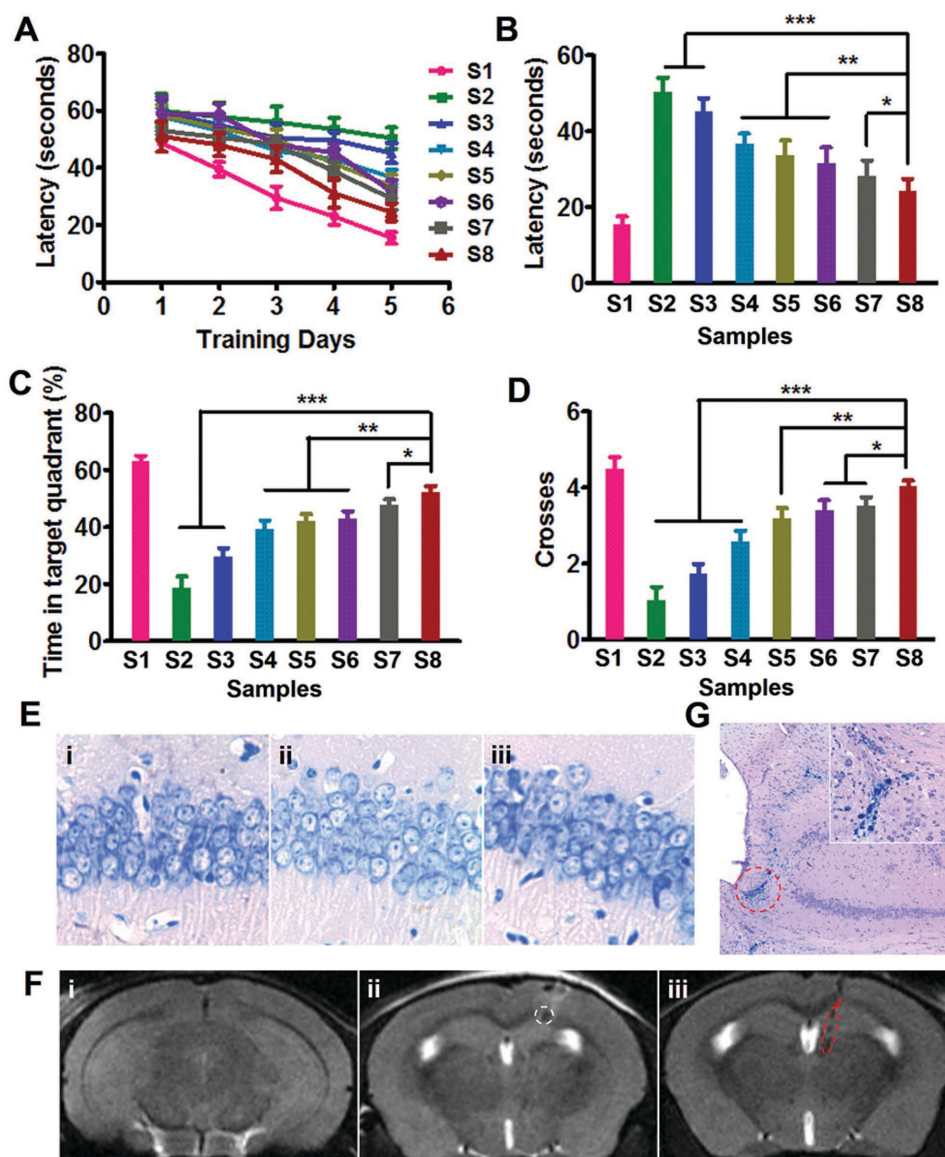 A
Latency (seconds)
80
60
40
20
0
0 1 2 3 4 5 6
Training Days
S1
S2
S3
S4
S5
S6
S7
S8
B
Latency (seconds)
60
40
20
0
***
**
*
S1 S2 S3 S4 S5 S6 S7 S8
Samples
C
Time in target quadrant (%)
80
60
40
20
0
***
**
*
S1 S2 S3 S4 S5 S6 S7 S8
Samples
D
Crosses
6
4
2
0
***
**
*
S1 S2 S3 S4 S5 S6 S7 S8
Samples
E
i
ii
iii
G
F
i
ii
iii